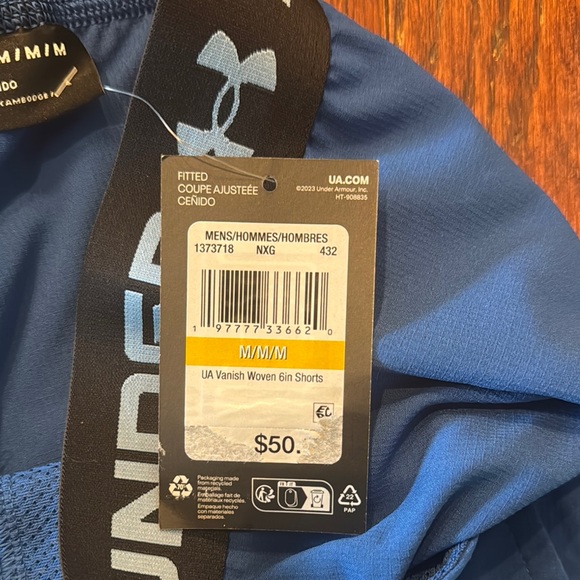 M/M/M
UNDER
FITTED
COUPE AJUSTEÉE
CEÑIDO
UA.COM
©2023 Under Armour, Inc.
HT-908835
MENS/HOMMES/HOMBRES
1373718 NXG 432
1 97777 33662 0
M/M/M
UA Vanish Woven 6in Shorts
$50.
70%
Packaging made
from recycled
materials.
Emballage fait de
matériaux recyclés
Empaque hecho
con materiales
separados.
22
PAP